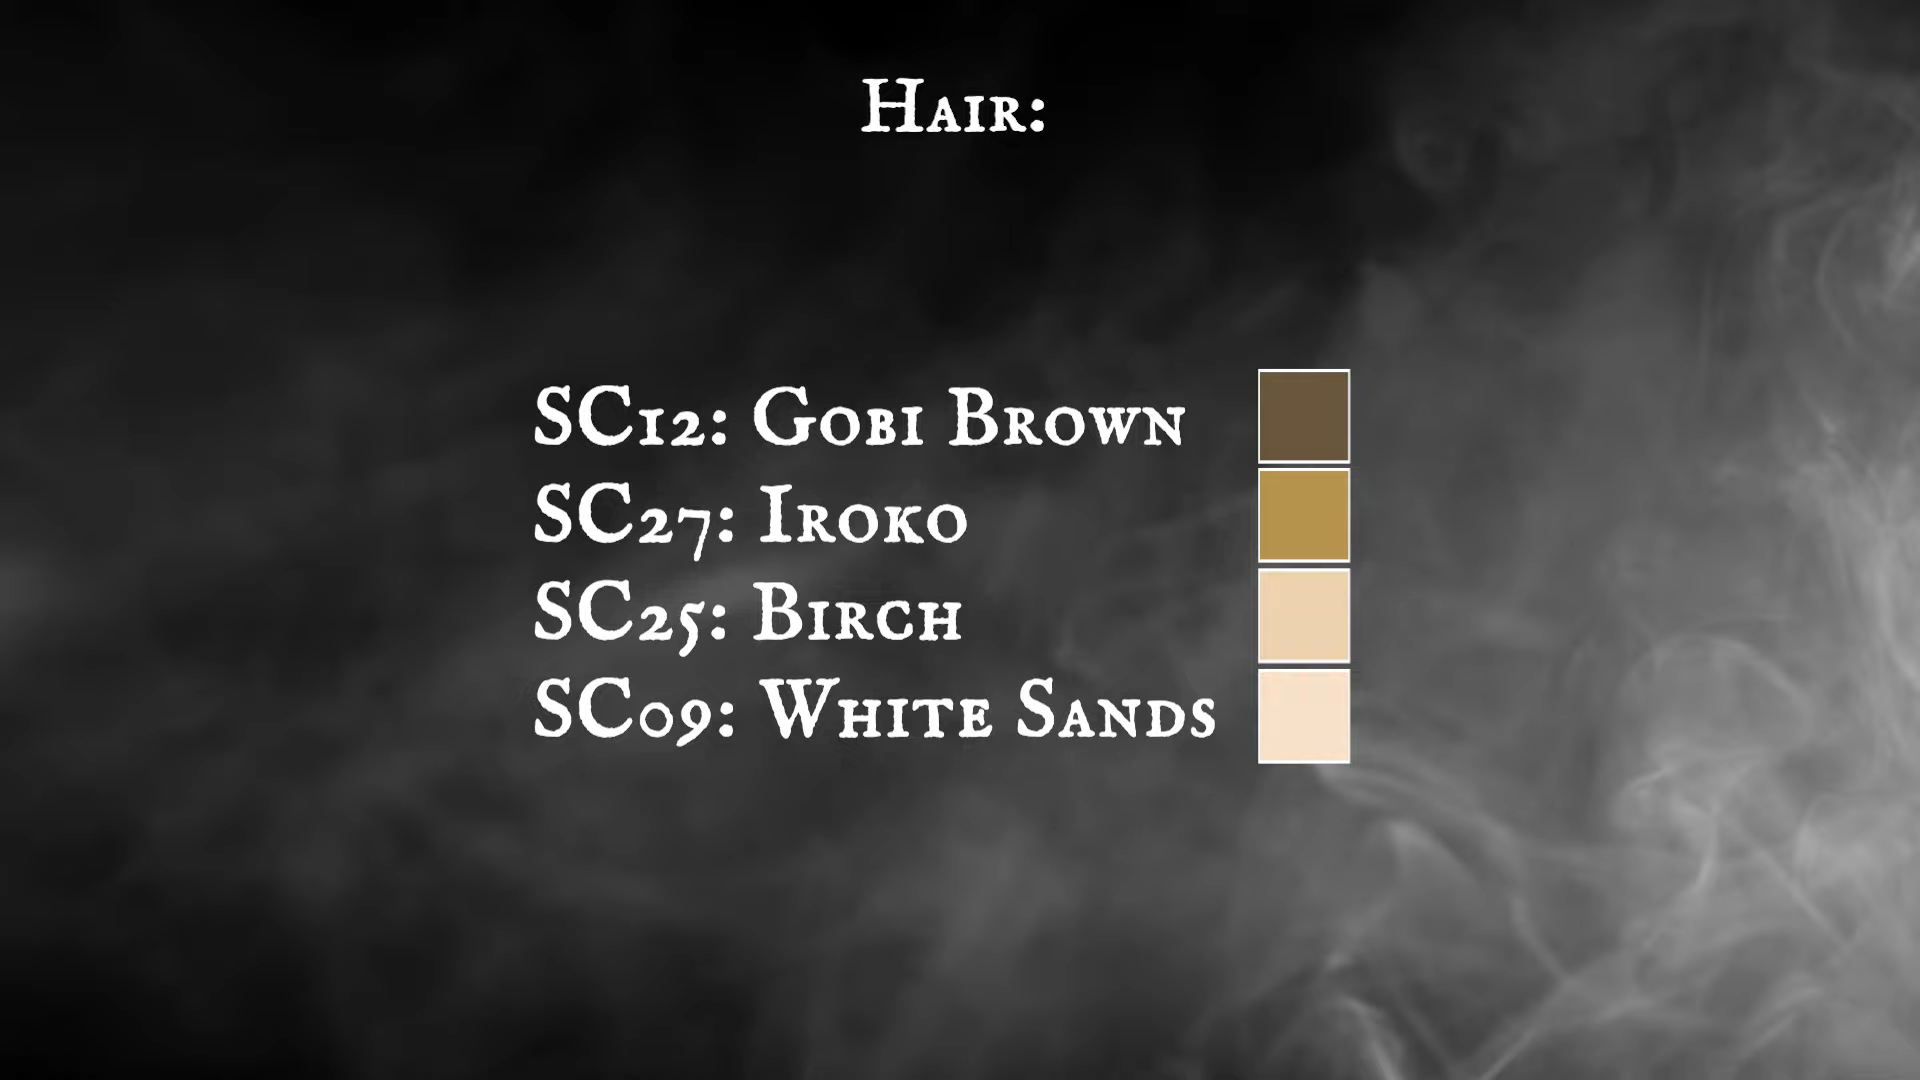 Hair:
SC12: Gobi Brown
SC27: Iroko
SC25: Birch
SC09: White Sands